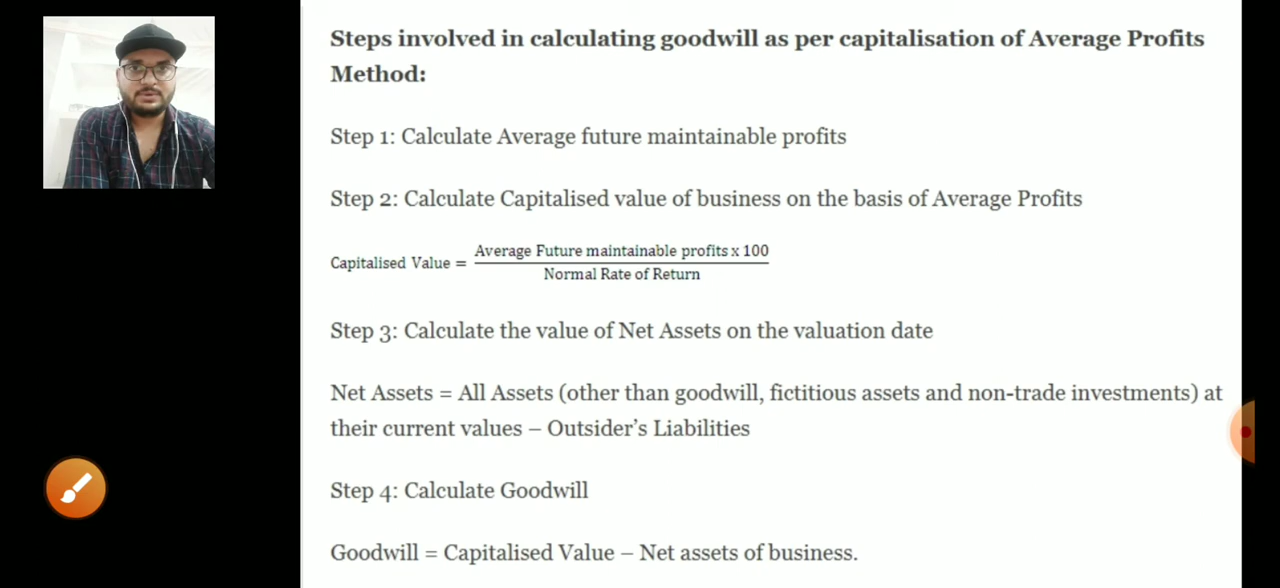 Steps involved in calculating goodwill as per capitalisation of Average Profits
Method:
Step 1: Calculate Average future maintainable profits
Step 2: Calculate Capitalised value of business on the basis of Average Profits
Capitalised Value = Average Future maintainable profits x 100
Normal Rate of Return
Step 3: Calculate the value of Net Assets on the valuation date
Net Assets = All Assets (other than goodwill, fictitious assets and non-trade investments) at
their current values – Outsider’s Liabilities
Step 4: Calculate Goodwill
Goodwill = Capitalised Value – Net assets of business.